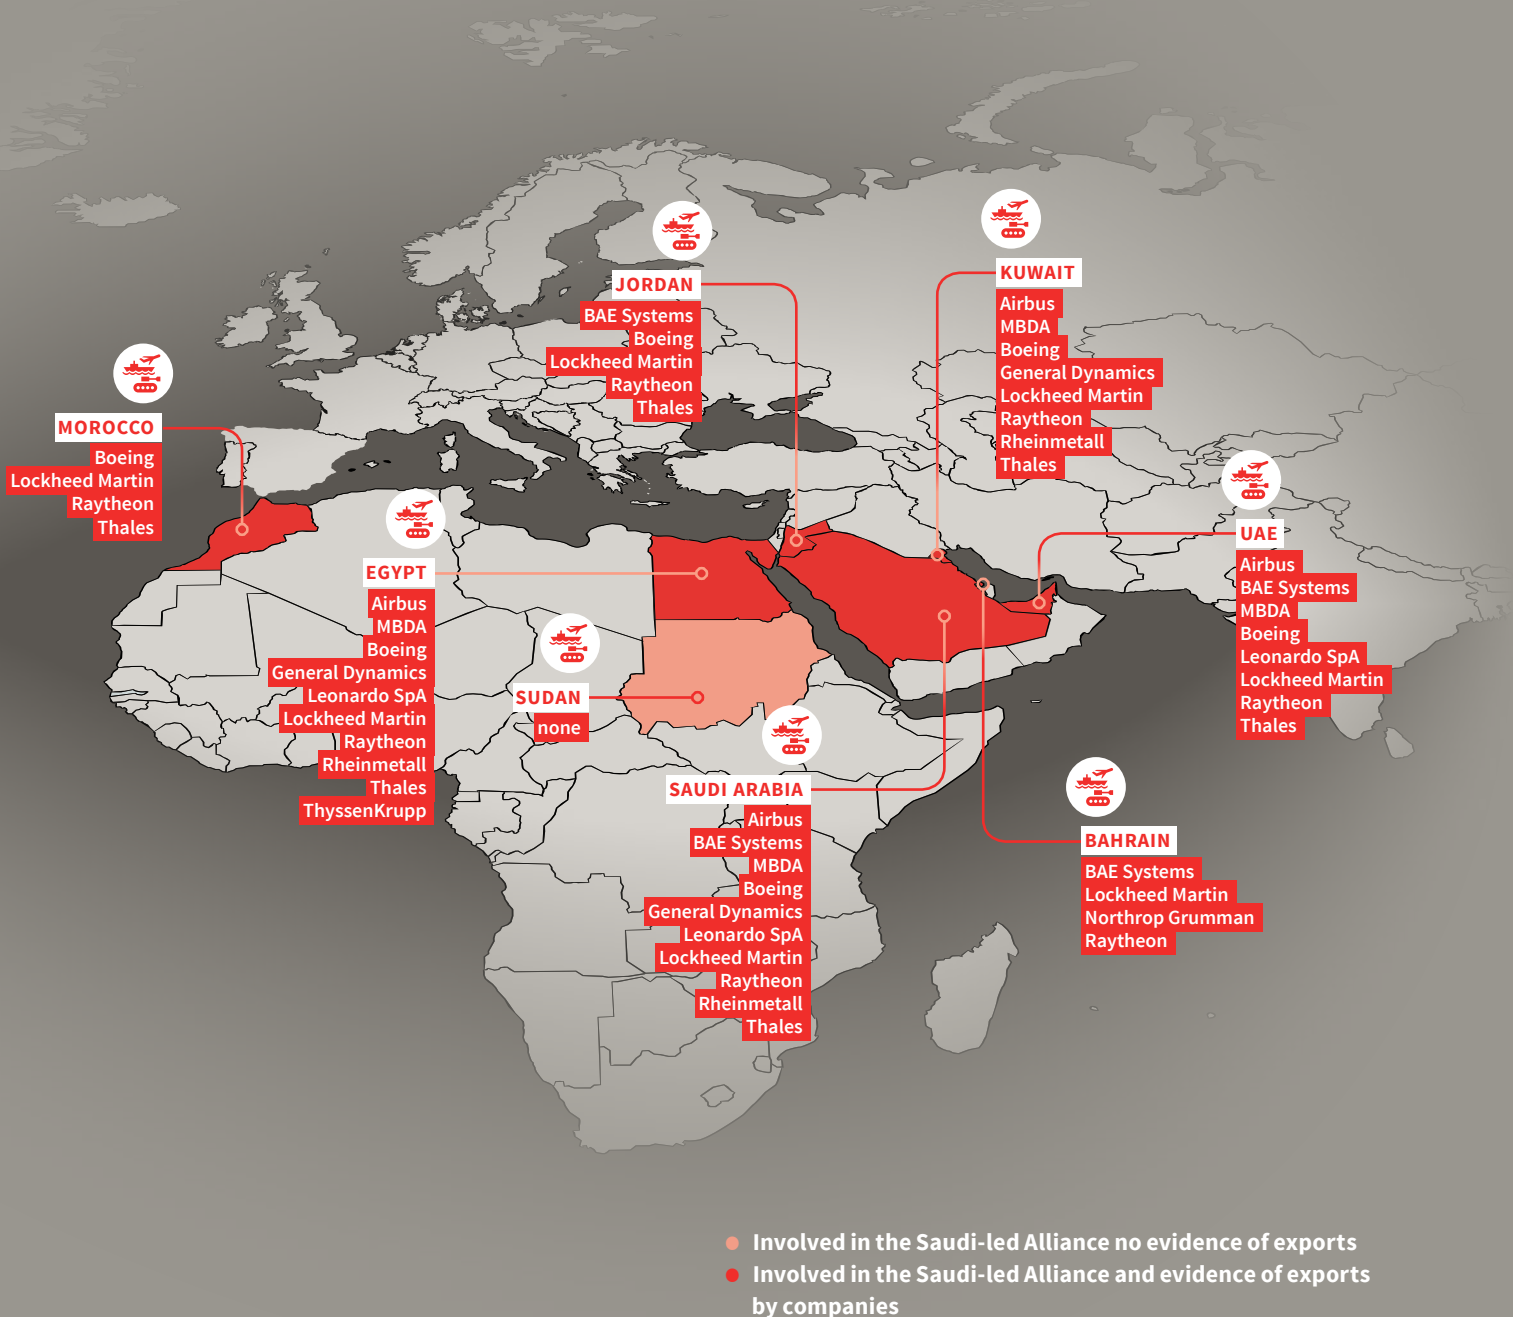 JORDAN
BAE Systems
Boeing
Lockheed Martin
Raytheon
Thales
KUWAIT
Airbus
MBDA
Boeing
General Dynamics
Lockheed Martin
Raytheon
Rheinmetall
Thales
MOROCCO
Boeing
Lockheed Martin
Raytheon
Thales
UAE
Airbus
BAE Systems
MBDA
Boeing
Leonardo SpA
Lockheed Martin
Raytheon
Thales
EGYPT
Airbus
MBDA
Boeing
General Dynamics
Leonardo SpA
Lockheed Martin
Raytheon
Rheinmetall
Thales
ThyssenKrupp
SUDAN
none
SAUDI ARABIA
Airbus
BAE Systems
MBDA
Boeing
General Dynamics
Leonardo SpA
Lockheed Martin
Raytheon
Rheinmetall
Thales
BAHRAIN
BAE Systems
Lockheed Martin
Northrop Grumman
Raytheon
Involved in the Saudi-led Alliance no evidence of exports
Involved in the Saudi-led Alliance and evidence of exports
by companies